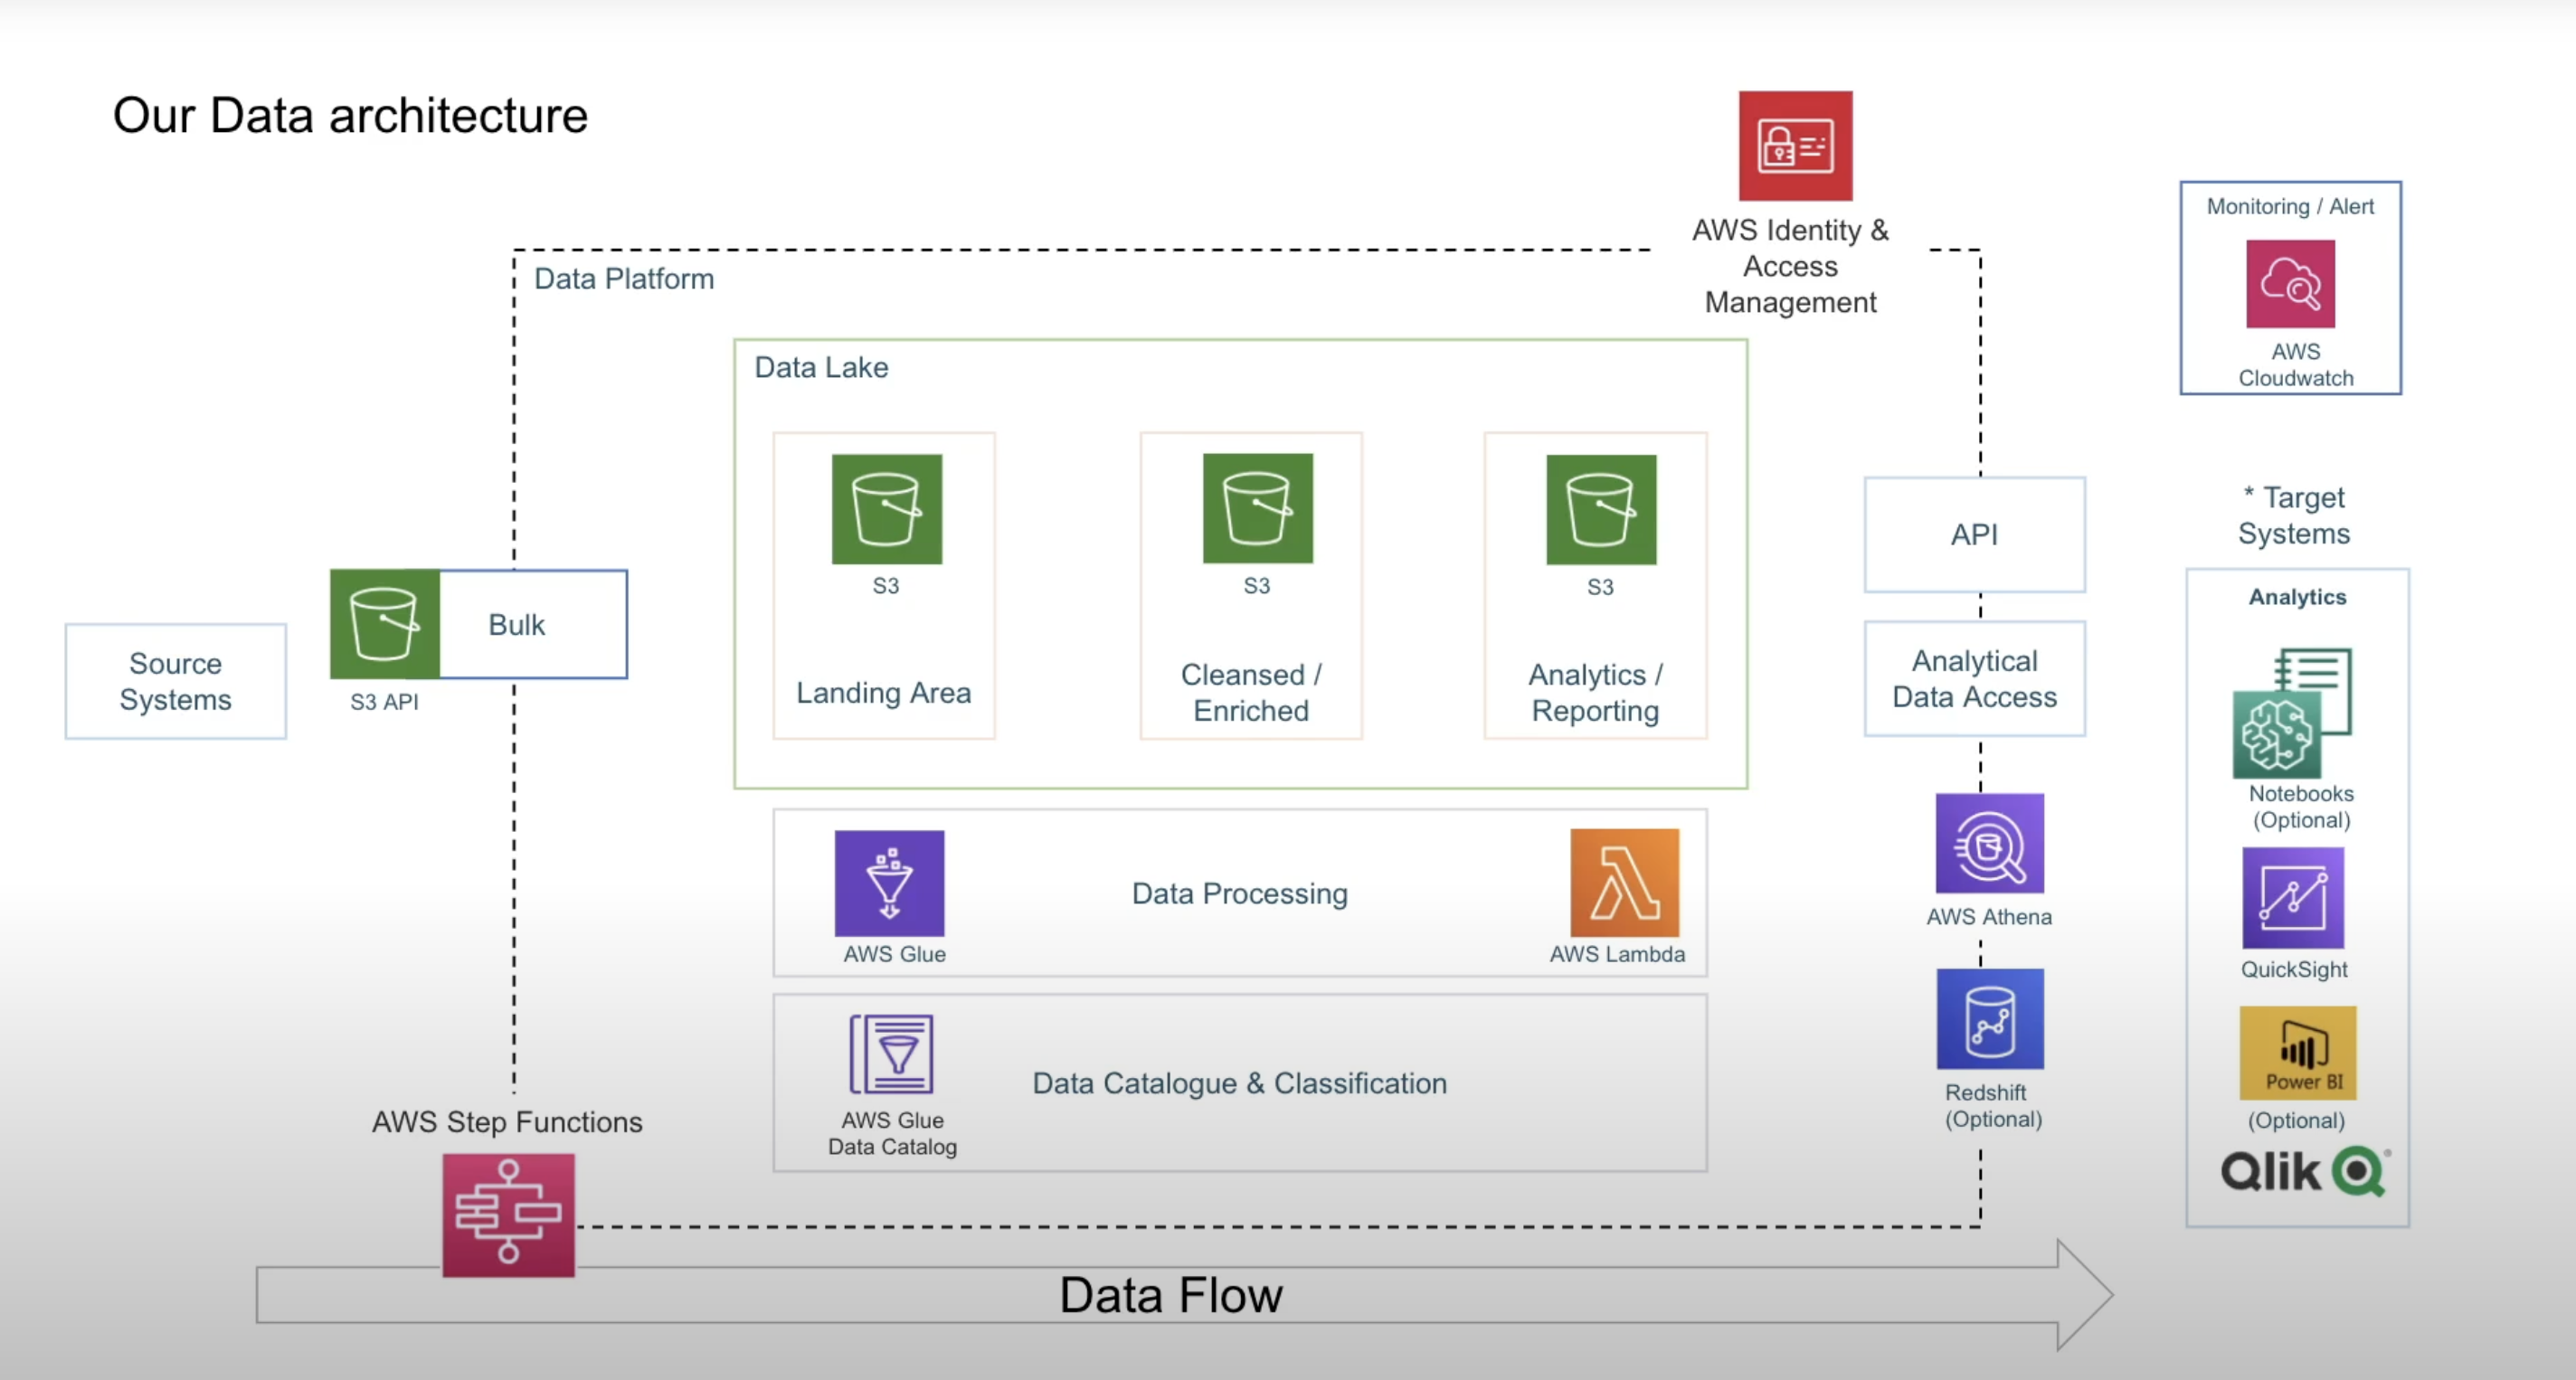 Our Data architecture
AWS Identity &
Access
Management
Monitoring / Alert
AWS
Cloudwatch
Data Platform
Data Lake
S3
Landing Area
S3
Cleansed /
Enriched
S3
Analytics /
Reporting
Source
Systems
S3 API
Bulk
API
Analytical
Data Access
* Target
Systems
Analytics
Notebooks
(Optional)
QuickSight
Power BI
(Optional)
Qlik
AWS Glue
Data Processing
AWS Lambda
AWS Athena
Redshift
(Optional)
AWS Glue
Data Catalog
Data Catalogue & Classification
AWS Step Functions
Data Flow